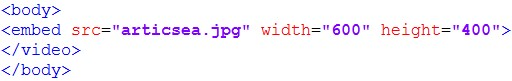 <body>
<embed src="articsea.jpg" width="600" height="400">
</video>
</body>